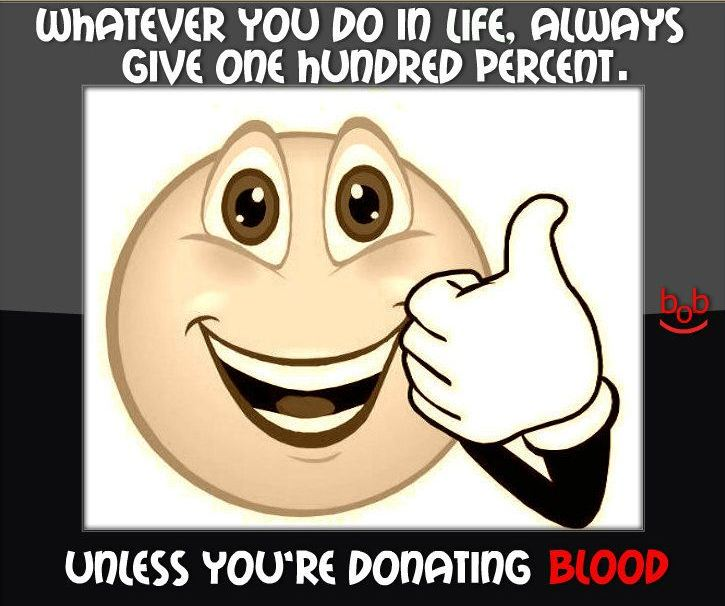 WHATEVER YOU DO IN LIFE, ALWAYS
GIVE ONE HUNDRED PERCENT.
bob
UNLESS YOU'RE DONATING BLOOD